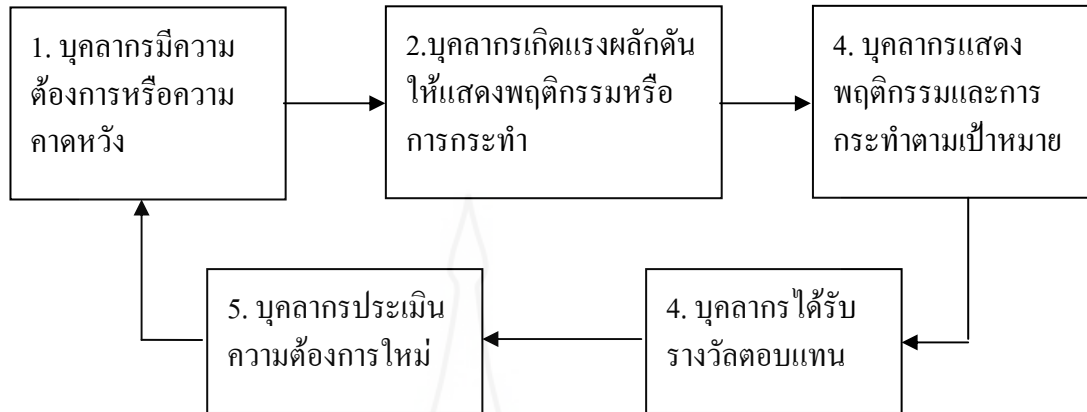 1. บุคลากรมีความ
ต้องการหรือความ
คาดหวัง
2.บุคลากรเกิดแรงผลักดัน
ให้แสดงพฤติกรรมหรือ
การกระทำ
4. บุคลากรแสดง
พฤติกรรมและการ
กระทำตามเป้าหมาย
5. บุคลากรประเมิน
ความต้องการใหม่
4. บุคลากรได้รับ
รางวัลตอบแทน